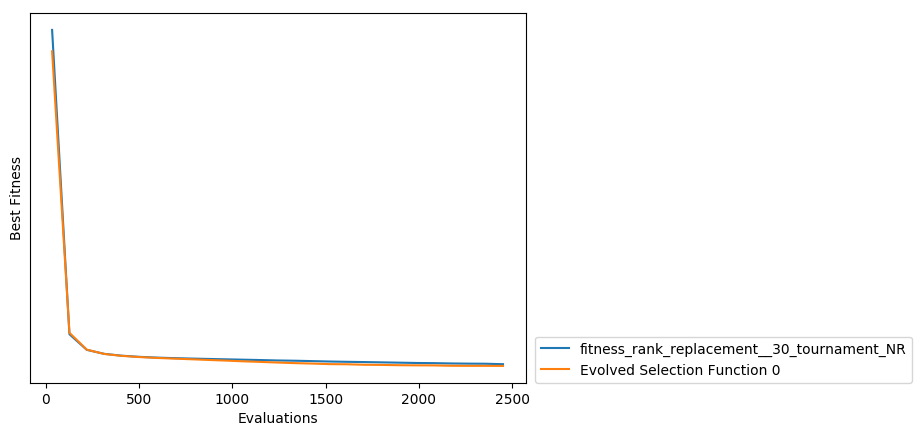 Best Fitness
0
500
1000
1500
2000
2500
Evaluations
fitness_rank_replacement__30_tournament_NR
Evolved Selection Function 0